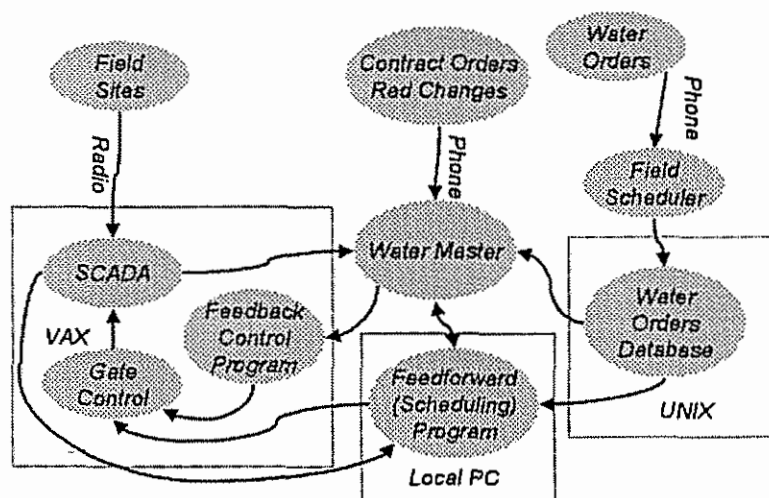 Field
Sites
Contract Orders
Red Changes
Water
Orders
Radio
Phone
Phone
Field
Scheduler
SCADA
Water Master
Water
Orders
Database
VAX
Feedback
Control
Program
Gate
Control
Feedforward
(Scheduling)
Program
UNIX
Local PC